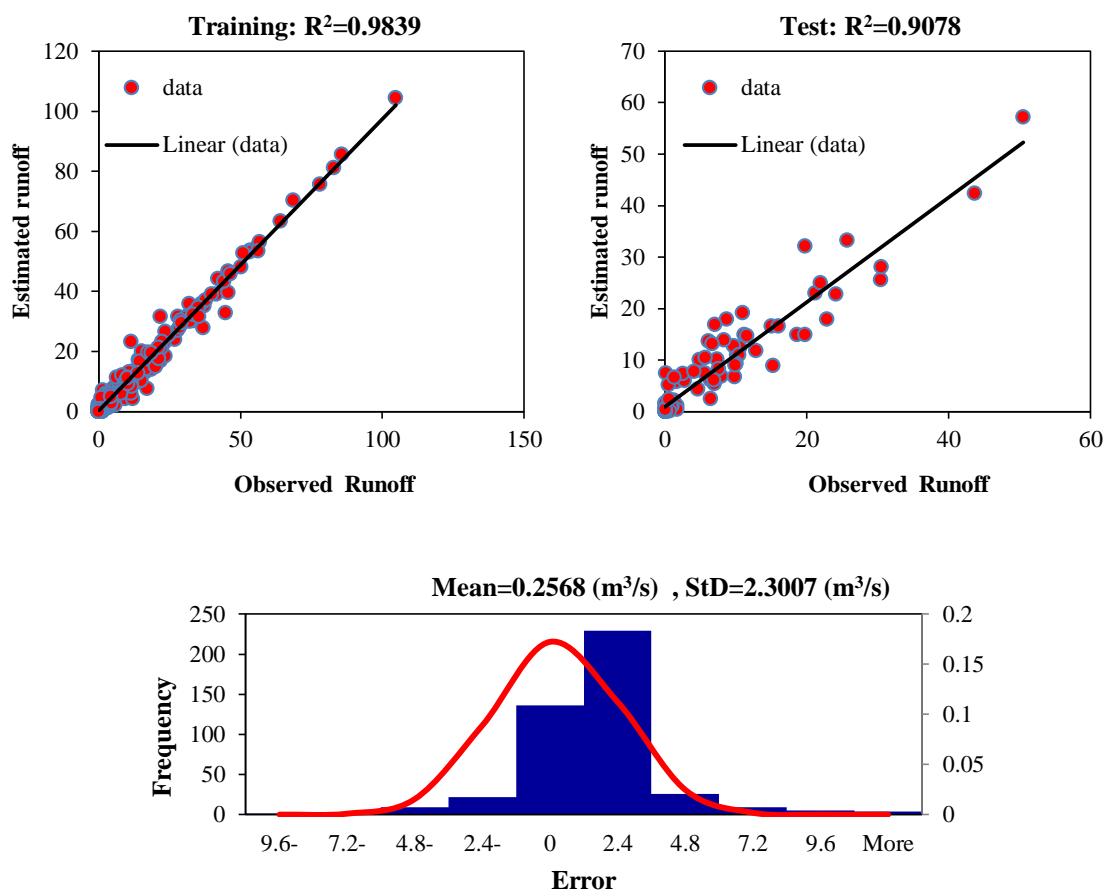 Training: R²=0.9839
120
100
80
60
40
20
0
0 50 100 150
Estimated runoff
Observed Runoff
data
Linear (data)
Test: R²=0.9078
70
60
50
40
30
20
10
0
0 20 40 60
Estimated runoff
Observed Runoff
data
Linear (data)
Mean=0.2568 (m³/s) , StD=2.3007 (m³/s)
250
200
150
100
50
0
Frequency
0.2
0.15
0.1
0.05
0
9.6- 7.2- 4.8- 2.4- 0 2.4 4.8 7.2 9.6 More
Error